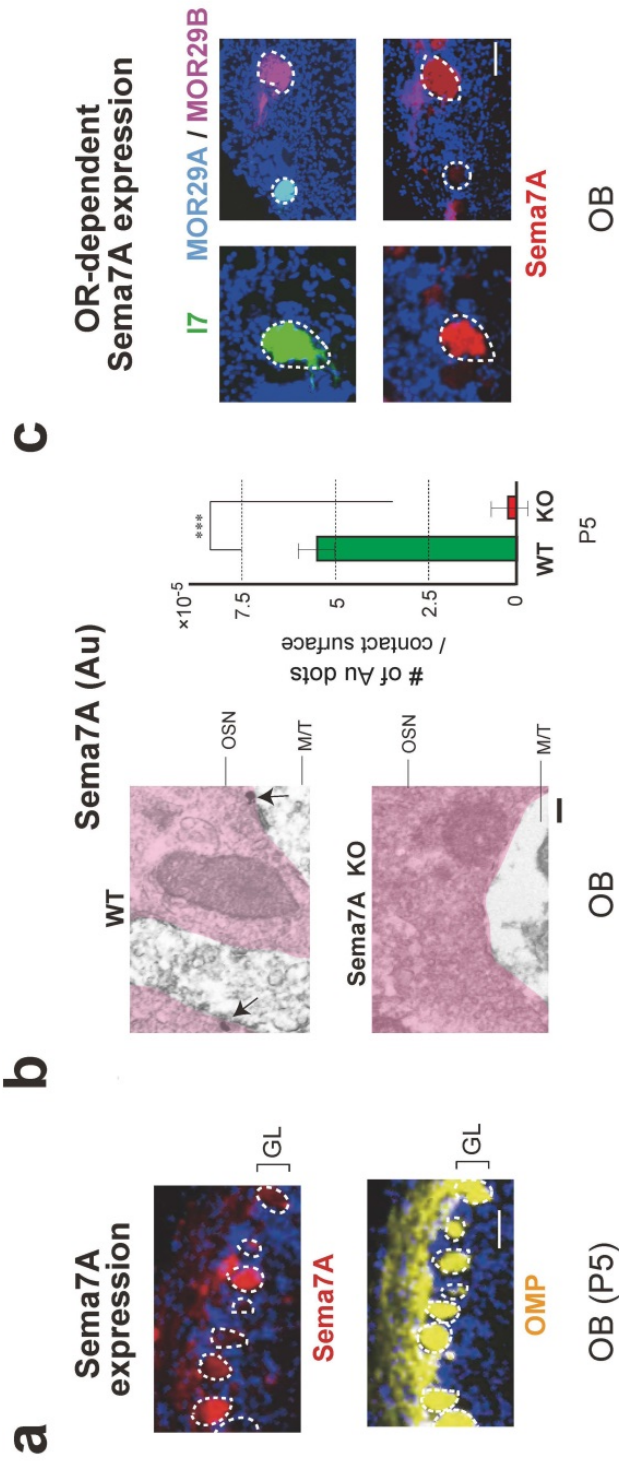 a
Sema7A
expression
Sema7A
GL
OMP
GL
OB (P5)
b
Sema7A (Au)
WT
OSN
M/T
Sema7A KO
OSN
M/T
OB
# of Au dots
/ contact surface
×10-5
7.5
5
2.5
0
***
WT KO
P5
c
OR-dependent
Sema7A expression
I7
MOR29A / MOR29B
Sema7A
OB